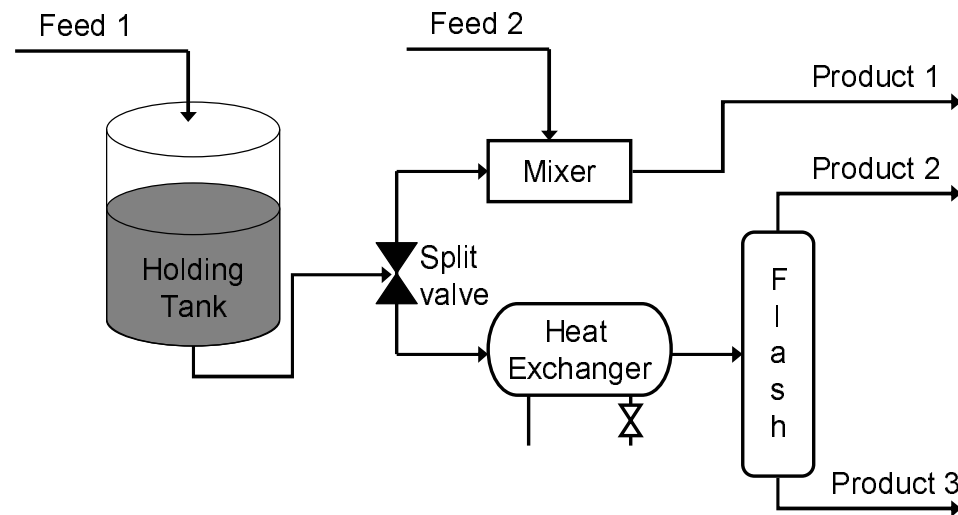 Feed 1
Feed 2
Product 1
Mixer
Product 2
Split
valve
Holding
Tank
Heat
Exchanger
F
l
a
s
h
Product 3